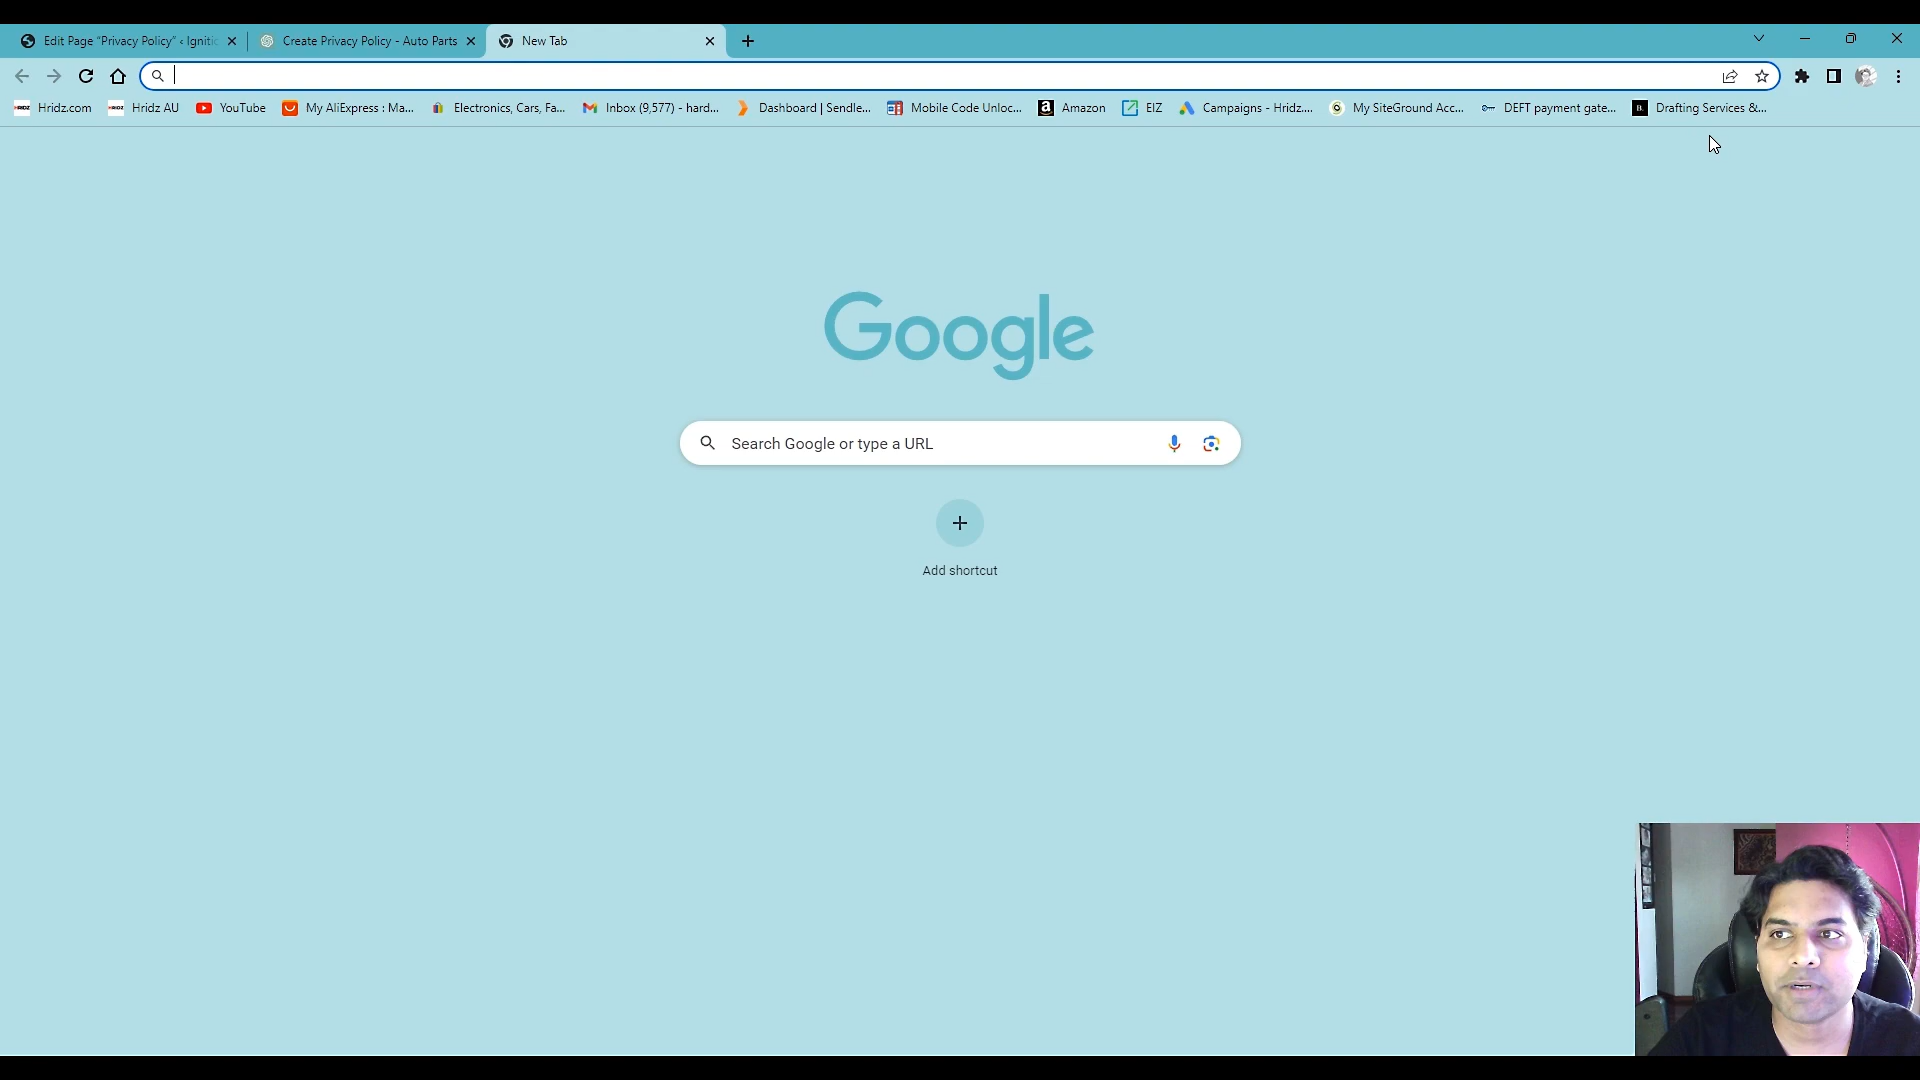 Edit Page "Privacy Policy" ‹ Igniti
Create Privacy Policy - Auto Parts
New Tab
HRIDZ Hridz.com
HRIDZ Hridz AU
YouTube
My AliExpress : Ma...
Electronics, Cars, Fa...
Inbox (9,577) - hard...
Dashboard | Sendle...
Mobile Code Unloc...
Amazon
EIZ
Campaigns - Hridz....
My SiteGround Acc...
DEFT payment gate...
B. Drafting Services &...
Google
Search Google or type a URL
Add shortcut